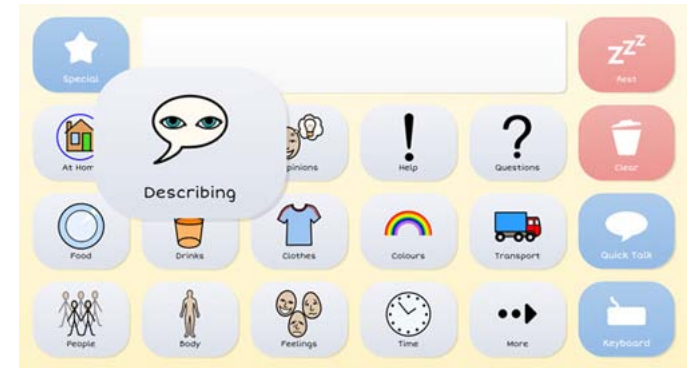 Special
zzz
Rest
At Hom
Describing
pinions
!
Help
?
Questions
Clear
Food
Drinks
Clothes
Colours
Transport
Quick Talk
People
Body
Feelings
Time
More
Keyboard